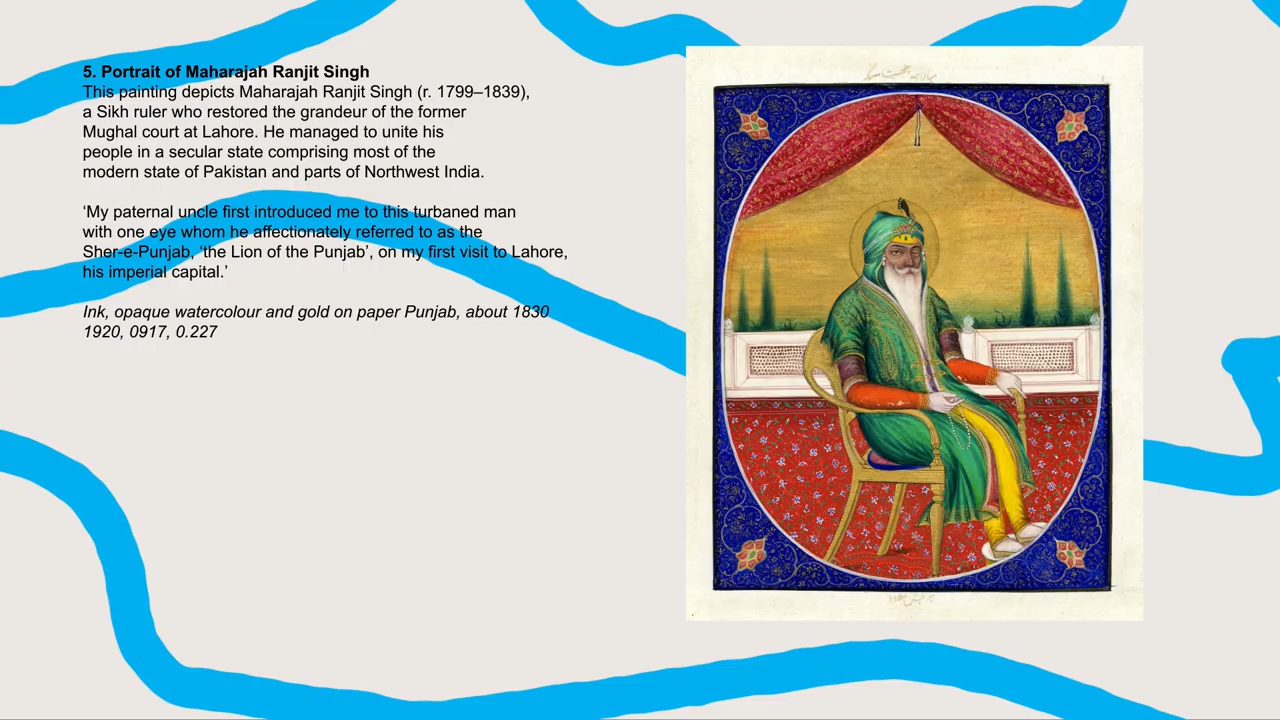 5. Portrait of Maharajah Ranjit Singh
This painting depicts Maharajah Ranjit Singh (r. 1799–1839),
a Sikh ruler who restored the grandeur of the former
Mughal court at Lahore. He managed to unite his
people in a secular state comprising most of the
modern state of Pakistan and parts of Northwest India.
‘My paternal uncle first introduced me to this turbaned man
with one eye whom he affectionately referred to as the
Sher-e-Punjab, ‘the Lion of the Punjab’, on my first visit to Lahore,
his imperial capital.’
Ink, opaque watercolour and gold on paper Punjab, about 1830
1920, 0917, 0.227